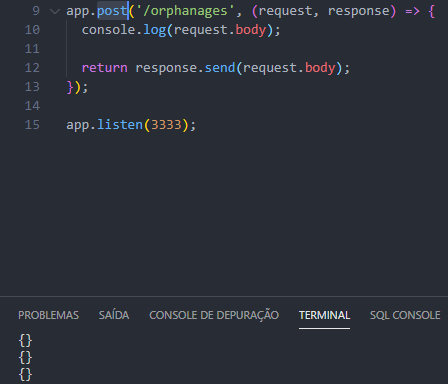 9 app.post('/orphanages', (request, response) => {
10 console.log(request.body);
11
12 return response.send(request.body);
13 });
14
15 app.listen(3333);
PROBLEMAS SAÍDA CONSOLE DE DEPURAÇÃO TERMINAL SQL CONSOLE
{}
{}
{}